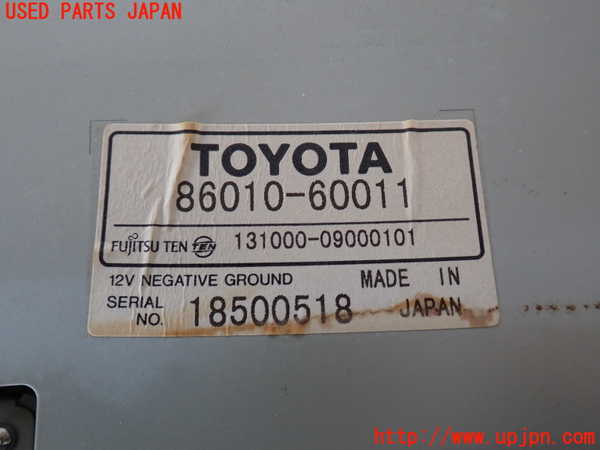 USED PARTS JAPAN
TOYOTA
86010-60011
FUJITSU TEN TEN 131000-09000101
12V NEGATIVE GROUND MADE IN
SERIAL NO. 18500518 JAPAN
http://www.upjpn.com/